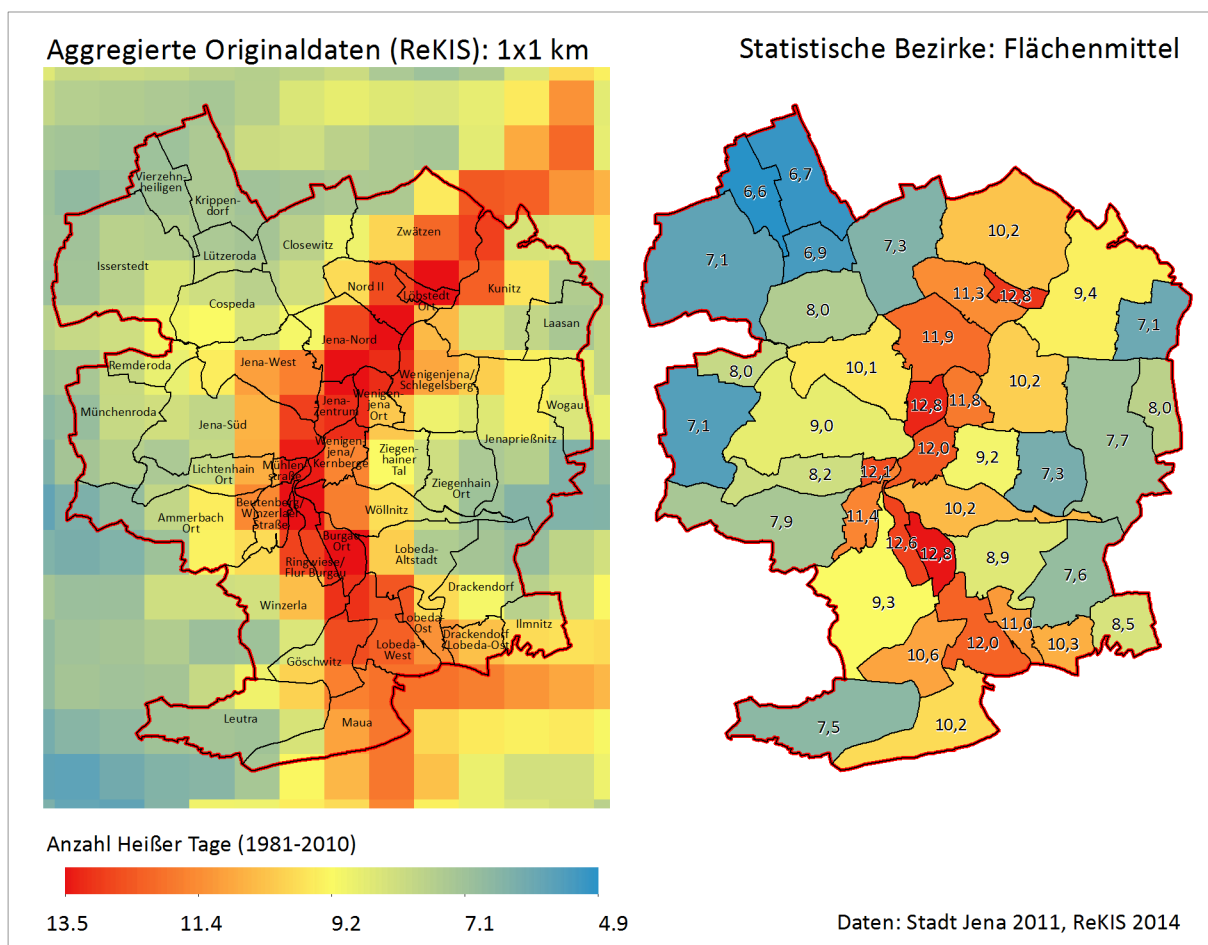 Aggregierte Originaldaten (ReKIS): 1x1 km
Statistische Bezirke: Flächenmittel
Vierzehn-
heiligen
Krippen-
dorf
Closewitz
Zwätzen
Isserstedt
Lützeroda
Cospeda
Nord II
Löbstedt
Ort
Kunitz
Laasan
Jena-Nord
Remderoda
Jena-West
Wenigenjena/
Schlegelsberg
Münchenroda
Jena-
Zentrum
Wenigen-
jena
Ort
Wogau
Jena-Süd
Jenaprießnitz
Wenigen-
jena/
Kernberge
Ziegen-
hainer
Tal
Lichtenhain
Ort
Mühlen-
straße
Ziegenhain
Ort
Ammerbach
Ort
Beutenberg/
Winzerlaer
Straße
Wöllnitz
Burgau
Ort
Lobeda-
Altstadt
Ringwiese/
Flur Burgau
Drackendorf
Winzerla
Lobeda-
Ost
Ilmnitz
Drackendorf
/Lobeda-Ost
Lobeda-
West
Göschwitz
Leutra
Maua
6,7
6,6
7,1
6,9
7,3
10,2
11,3
12,8
9,4
7,1
8,0
11,9
8,0
10,1
10,2
7,1
9,0
12,8
11,8
8,0
7,7
12,0
9,2
7,3
8,2
12,1
7,9
11,4
10,2
12,6
12,8
8,9
7,6
9,3
11,0
8,5
12,0
10,3
10,6
7,5
10,2
Anzahl Heißer Tage (1981-2010)
13.5 11.4 9.2 7.1 4.9
Daten: Stadt Jena 2011, ReKIS 2014